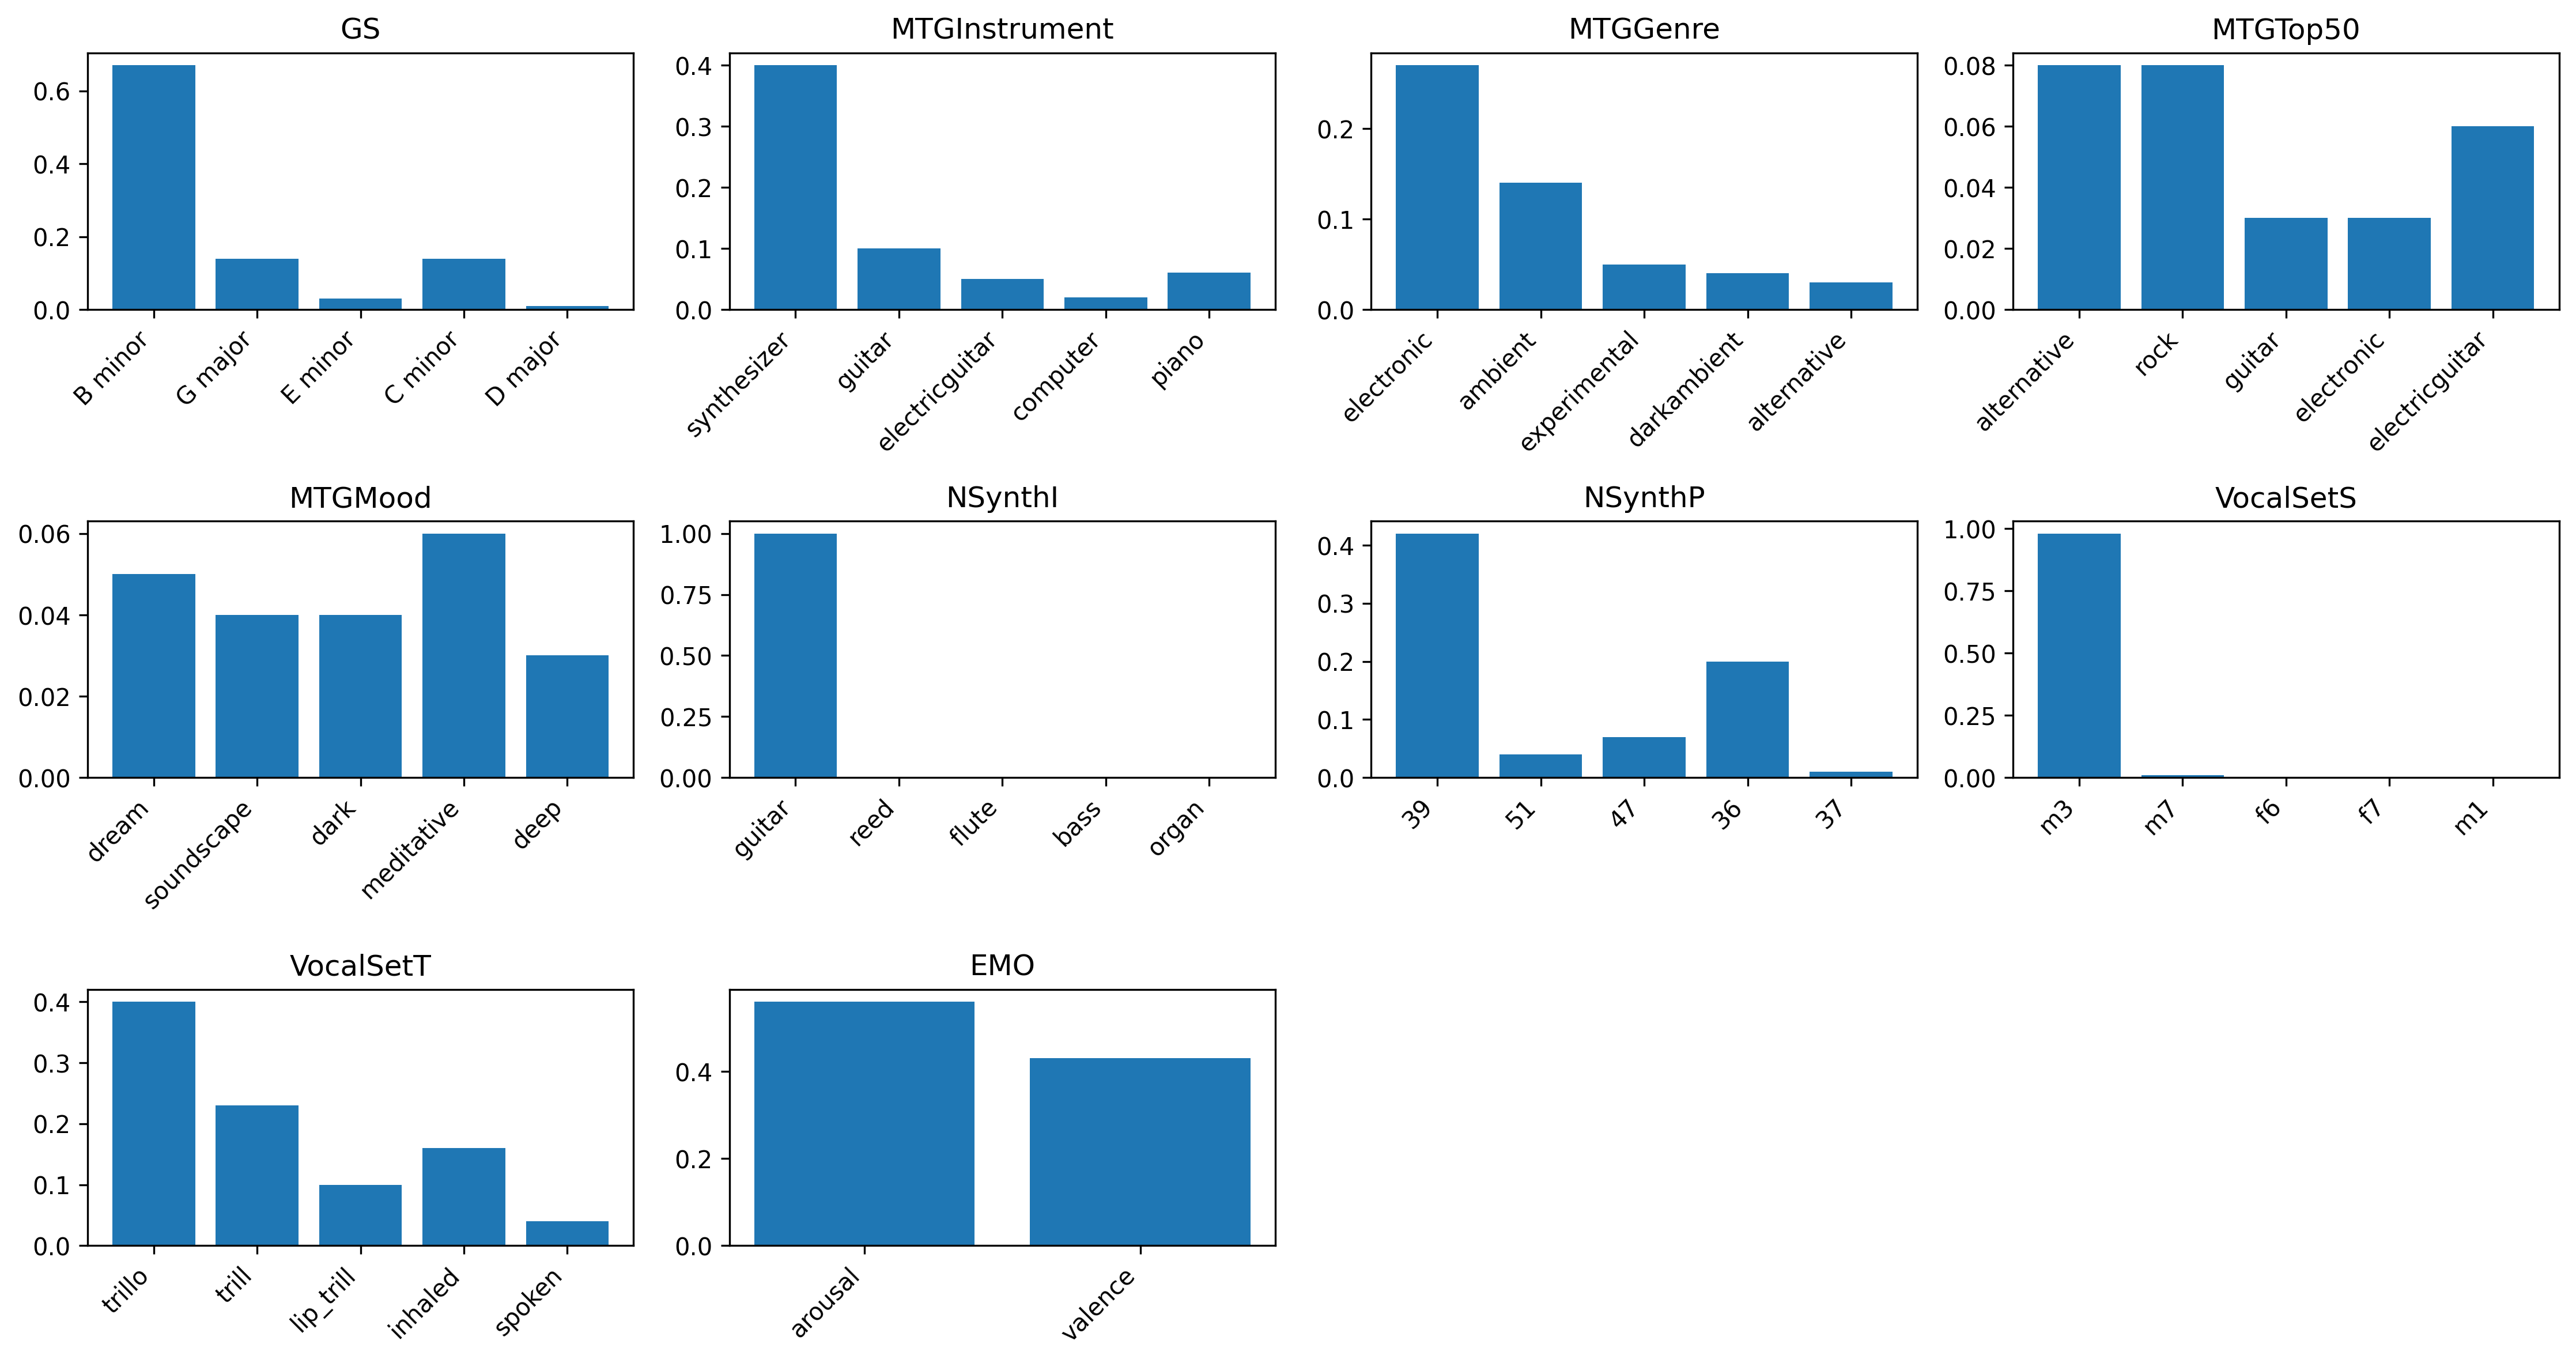 GS
0.6
0.4
0.2
0.0
B minor
G major
E minor
C minor
D major
MTGInstrument
0.4
0.3
0.2
0.1
0.0
synthesizer
guitar
electricguitar
computer
piano
MTGGenre
0.2
0.1
0.0
electronic
ambient
experimental
darkambient
alternative
MTGTop50
0.08
0.06
0.04
0.02
0.00
alternative
rock
guitar
electronic
electricguitar
MTGMood
0.06
0.04
0.02
0.00
dream
soundscape
dark
meditative
deep
NSynthI
1.00
0.75
0.50
0.25
0.00
guitar
reed
flute
bass
organ
NSynthP
0.4
0.3
0.2
0.1
0.0
39
51
47
36
37
VocalSetS
1.00
0.75
0.50
0.25
0.00
m3
m7
f6
f7
m1
VocalSetT
0.4
0.3
0.2
0.1
0.0
trillo
trill
lip_trill
inhaled
spoken
EMO
0.4
0.2
0.0
arousal
valence